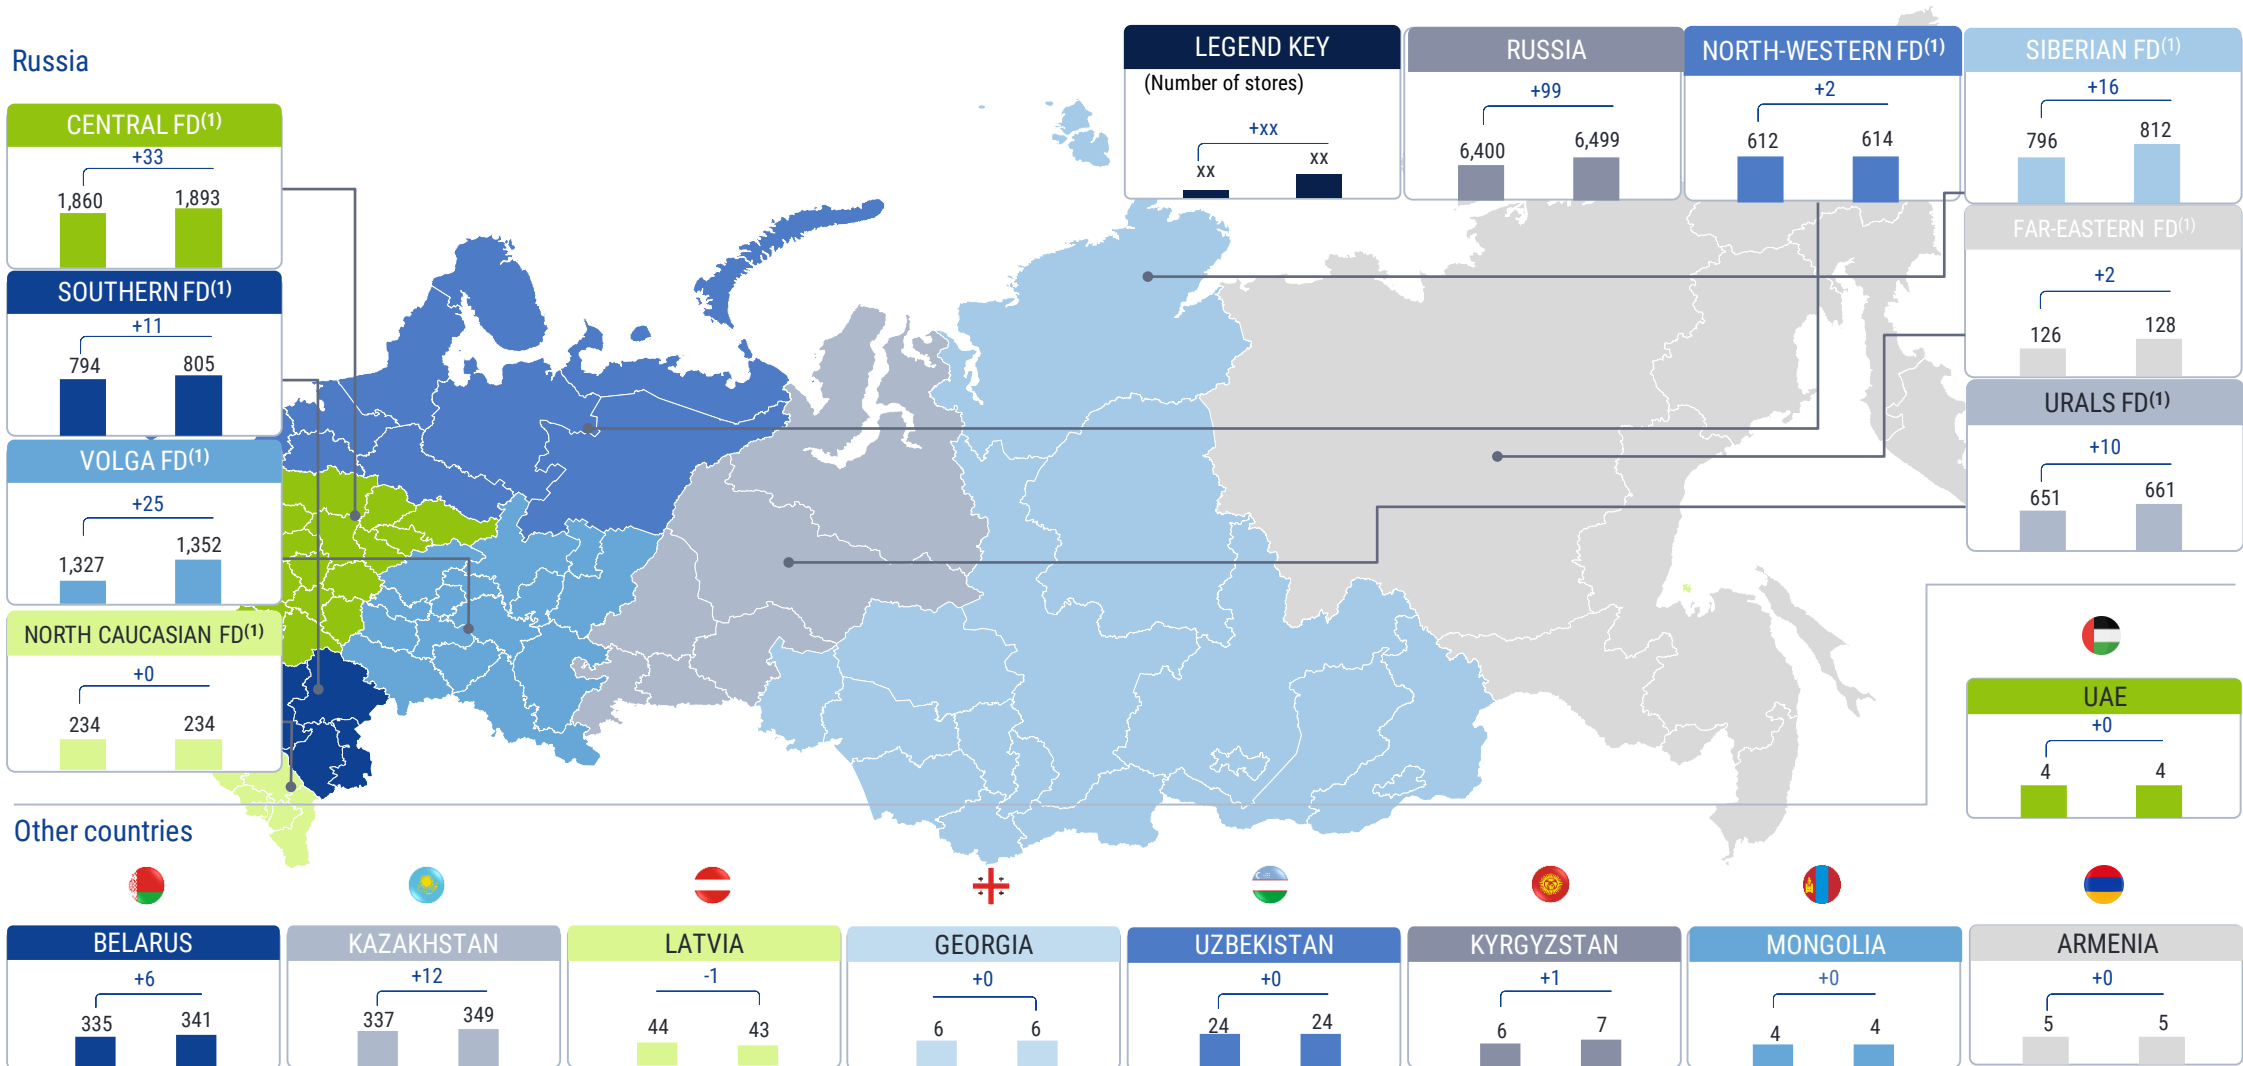 Russia
CENTRAL FD(1)
+33
1,860
1,893
SOUTHERN FD(1)
+11
794
805
VOLGA FD(1)
+25
1,327
1,352
NORTH CAUCASIAN FD(1)
+0
234
234
LEGEND KEY
(Number of stores)
+xx
xx
xx
RUSSIA
+99
6,400
6,499
NORTH-WESTERN FD(1)
+2
612
614
SIBERIAN FD(1)
+16
796
812
FAR-EASTERN FD(1)
+2
126
128
URALS FD(1)
+10
651
661
UAE
+0
4
4
Other countries
BELARUS
+6
335
341
KAZAKHSTAN
+12
337
349
LATVIA
-1
44
43
GEORGIA
+0
6
6
UZBEKISTAN
+0
24
24
KYRGYZSTAN
+1
6
7
MONGOLIA
+0
4
4
ARMENIA
+0
5
5